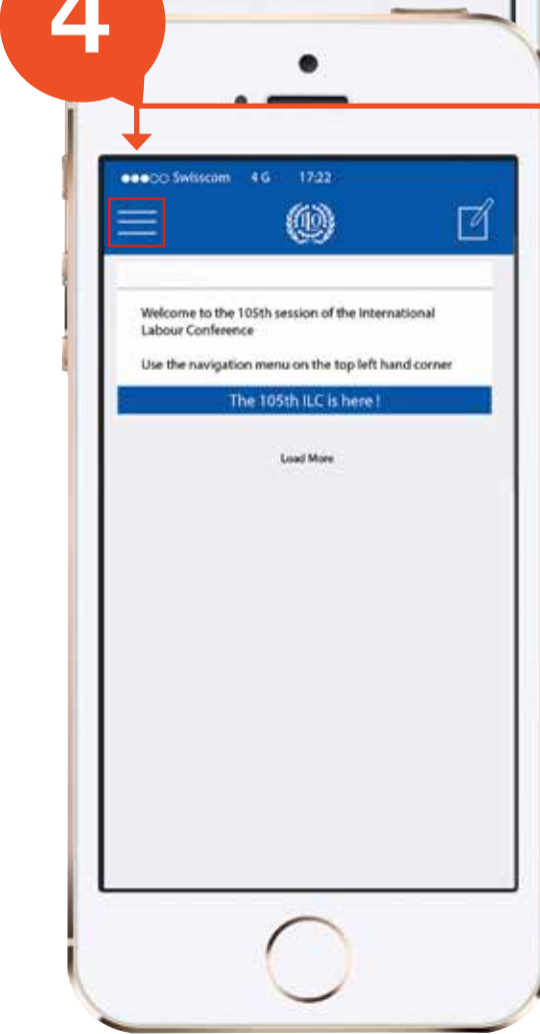 4
Swisscom 4G 17:22
ILO
Welcome to the 105th session of the International
Labour Conference
Use the navigation menu on the top left hand corner
The 105th ILC is here !
Load More